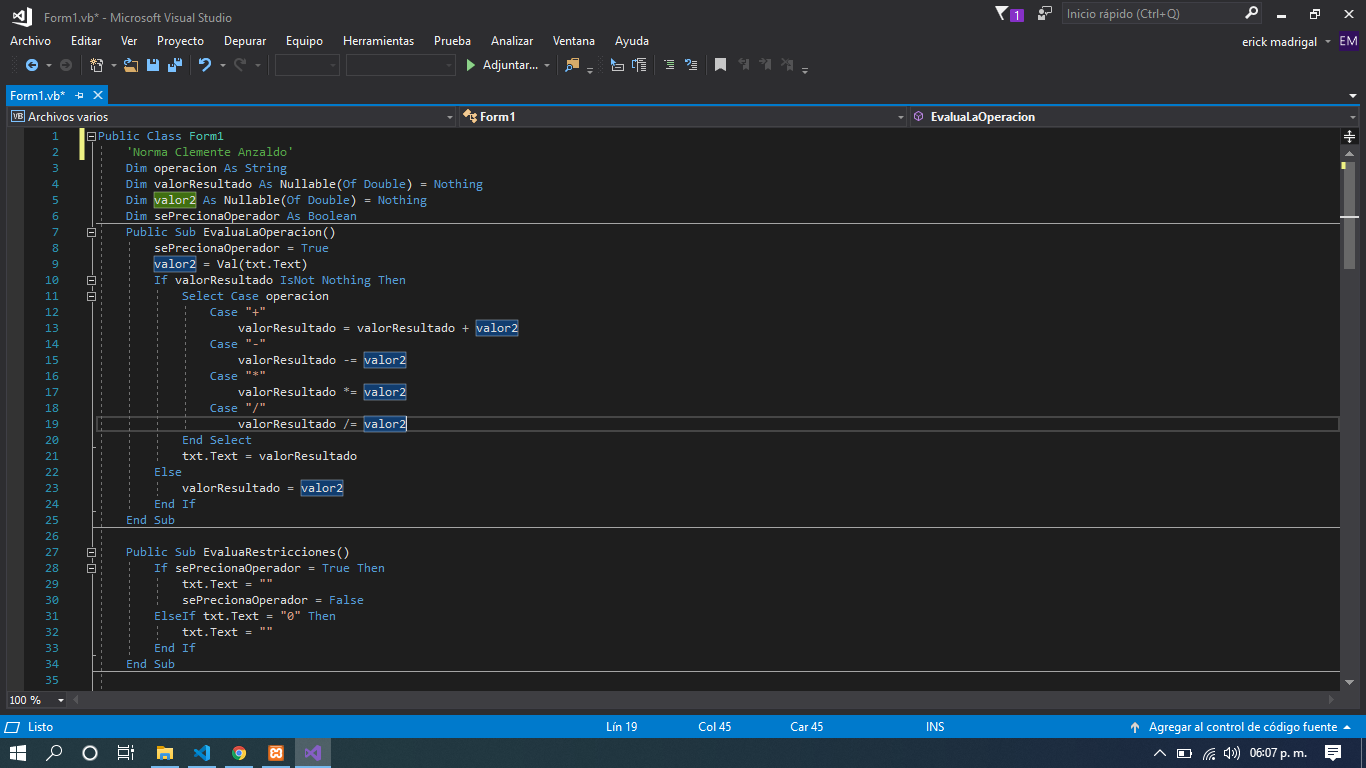 Form1.vb* - Microsoft Visual Studio
1
Inicio rápido (Ctrl+Q)
Archivo Editar Ver Proyecto Depurar Equipo Herramientas Prueba Analizar Ventana Ayuda
erick madrigal EM
Adjuntar...
Form1.vb*
VB Archivos varios Form1 EvaluaLaOperacion
1 Public Class Form1
2 'Norma Clemente Anzaldo'
3 Dim operacion As String
4 Dim valorResultado As Nullable(Of Double) = Nothing
5 Dim valor2 As Nullable(Of Double) = Nothing
6 Dim sePrecionaOperador As Boolean
7 Public Sub EvaluaLaOperacion()
8 sePrecionaOperador = True
9 valor2 = Val(txt.Text)
10 If valorResultado IsNot Nothing Then
11 Select Case operacion
12 Case "+"
13 valorResultado = valorResultado + valor2
14 Case "-"
15 valorResultado -= valor2
16 Case "*"
17 valorResultado *= valor2
18 Case "/"
19 valorResultado /= valor2
20 End Select
21 txt.Text = valorResultado
22 Else
23 valorResultado = valor2
24 End If
25 End Sub
26
27 Public Sub EvaluaRestricciones()
28 If sePrecionaOperador = True Then
29 txt.Text = ""
30 sePrecionaOperador = False
31 ElseIf txt.Text = "0" Then
32 txt.Text = ""
33 End If
34 End Sub
35
100 %
Listo Lín 19 Col 45 Car 45 INS Agregar al control de código fuente
06:07 p. m.